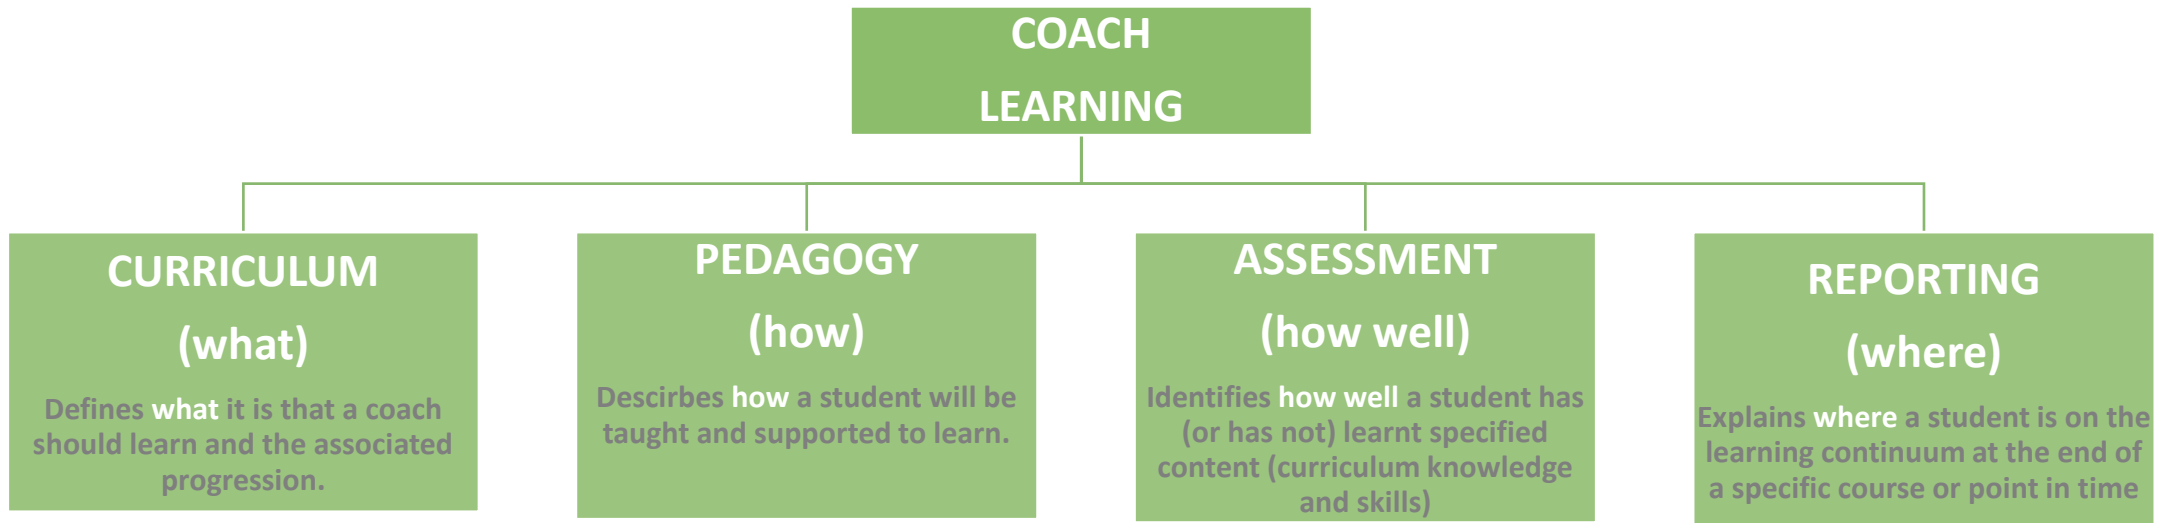 COACH
LEARNING
CURRICULUM
(what)
Defines what it is that a coach
should learn and the associated
progression.
PEDAGOGY
(how)
Descirbes how a student will be
taught and supported to learn.
ASSESSMENT
(how well)
Identifies how well a student has
(or has not) learnt specified
content (curriculum knowledge
and skills)
REPORTING
(where)
Explains where a student is on the
learning continuum at the end of
a specific course or point in time